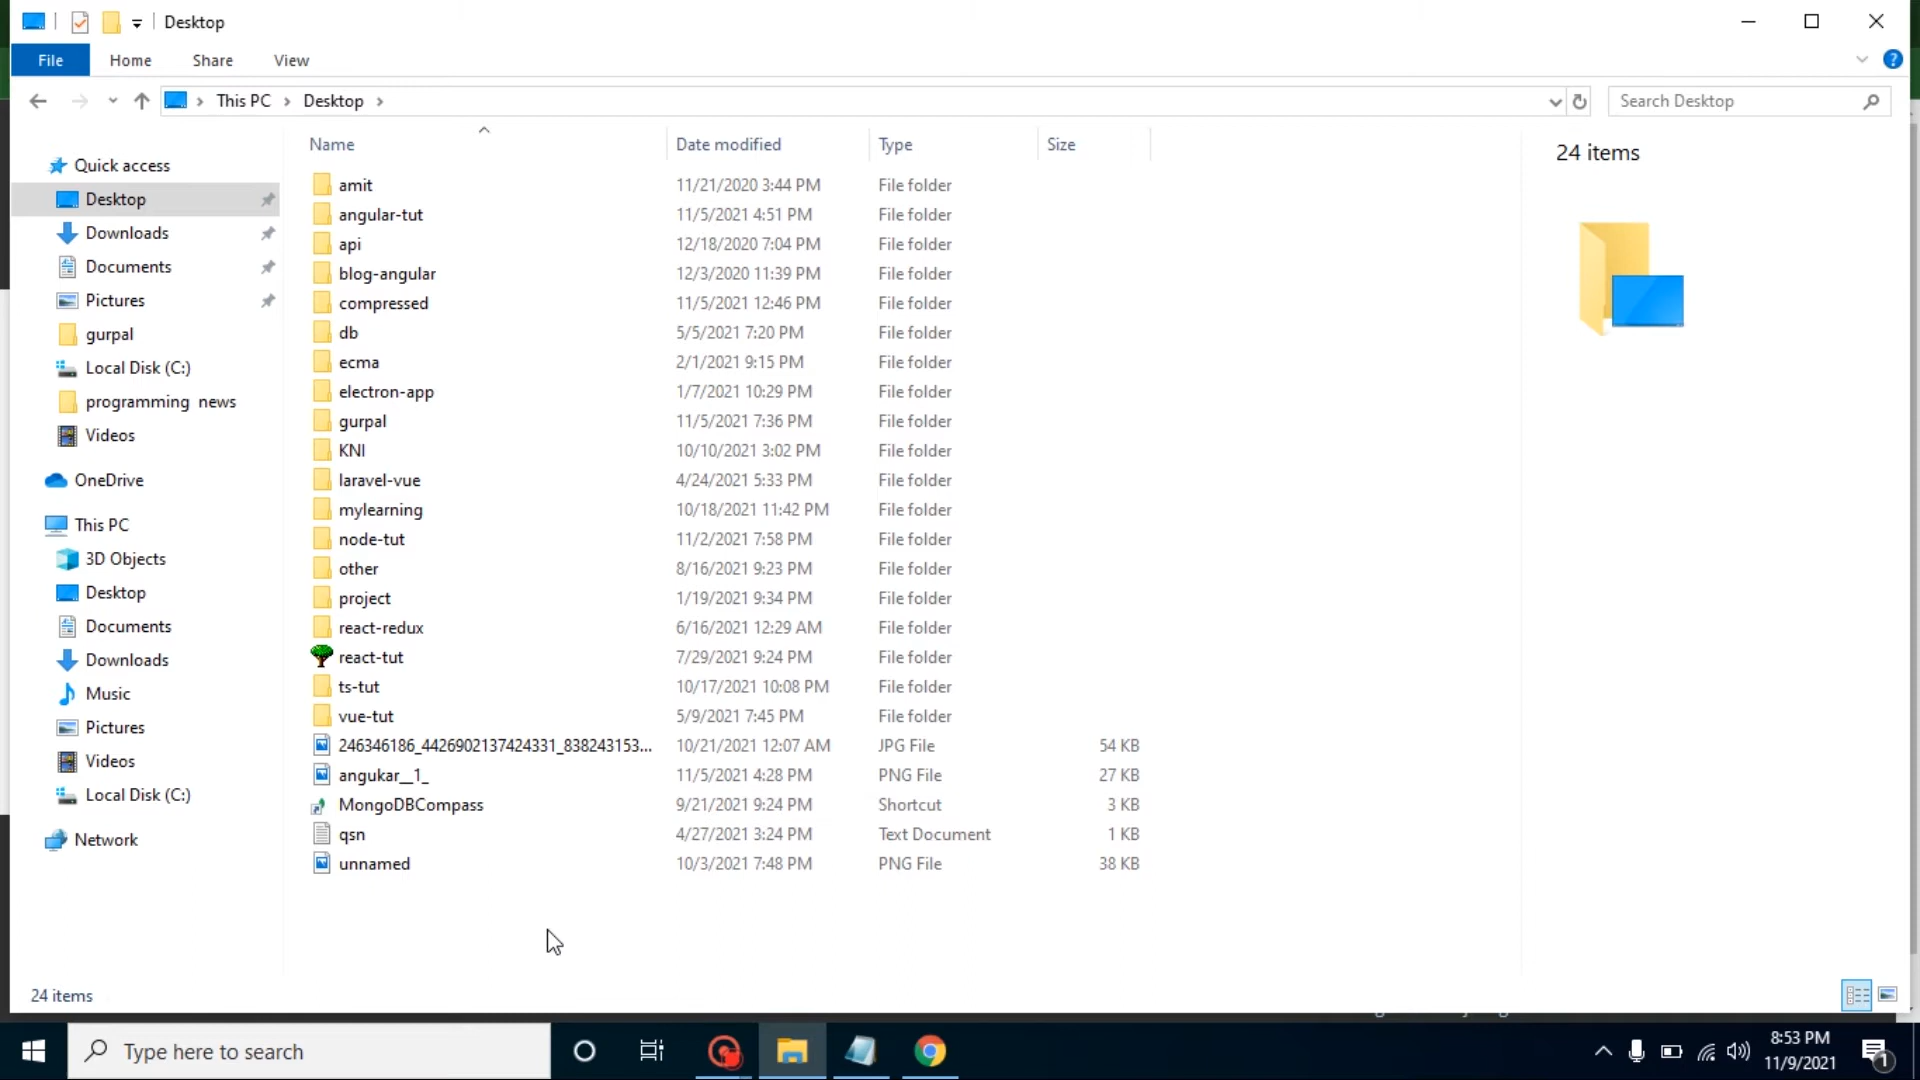 Desktop
File Home Share View
This PC > Desktop >
Search Desktop
Quick access
Desktop
Downloads
Documents
Pictures
gurpal
Local Disk (C:)
programming news
Videos
OneDrive
This PC
3D Objects
Desktop
Documents
Downloads
Music
Pictures
Videos
Local Disk (C:)
Network
Name Date modified Type Size
amit 11/21/2020 3:44 PM File folder
angular-tut 11/5/2021 4:51 PM File folder
api 12/18/2020 7:04 PM File folder
blog-angular 12/3/2020 11:39 PM File folder
compressed 11/5/2021 12:46 PM File folder
db 5/5/2021 7:20 PM File folder
ecma 2/1/2021 9:15 PM File folder
electron-app 1/7/2021 10:29 PM File folder
gurpal 11/5/2021 7:36 PM File folder
KNI 10/10/2021 3:02 PM File folder
laravel-vue 4/24/2021 5:33 PM File folder
mylearning 10/18/2021 11:42 PM File folder
node-tut 11/2/2021 7:58 PM File folder
other 8/16/2021 9:23 PM File folder
project 1/19/2021 9:34 PM File folder
react-redux 6/16/2021 12:29 AM File folder
react-tut 7/29/2021 9:24 PM File folder
ts-tut 10/17/2021 10:08 PM File folder
vue-tut 5/9/2021 7:45 PM File folder
246346186_4426902137424331_838243153... 10/21/2021 12:07 AM JPG File 54 KB
angukar__1_ 11/5/2021 4:28 PM PNG File 27 KB
MongoDBCompass 9/21/2021 9:24 PM Shortcut 3 KB
qsn 4/27/2021 3:24 PM Text Document 1 KB
unnamed 10/3/2021 7:48 PM PNG File 38 KB
24 items
24 items
Type here to search
8:53 PM
11/9/2021
1